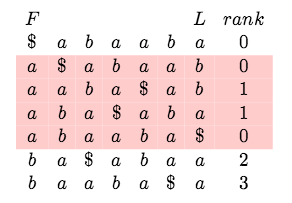 F L rank
$ a b a a b a 0
a $ a b a a b 0
a a b a $ a b 1
a b a $ a b a 1
a b a a b a $ 0
b a $ a b a a 2
b a a b a $ a 3